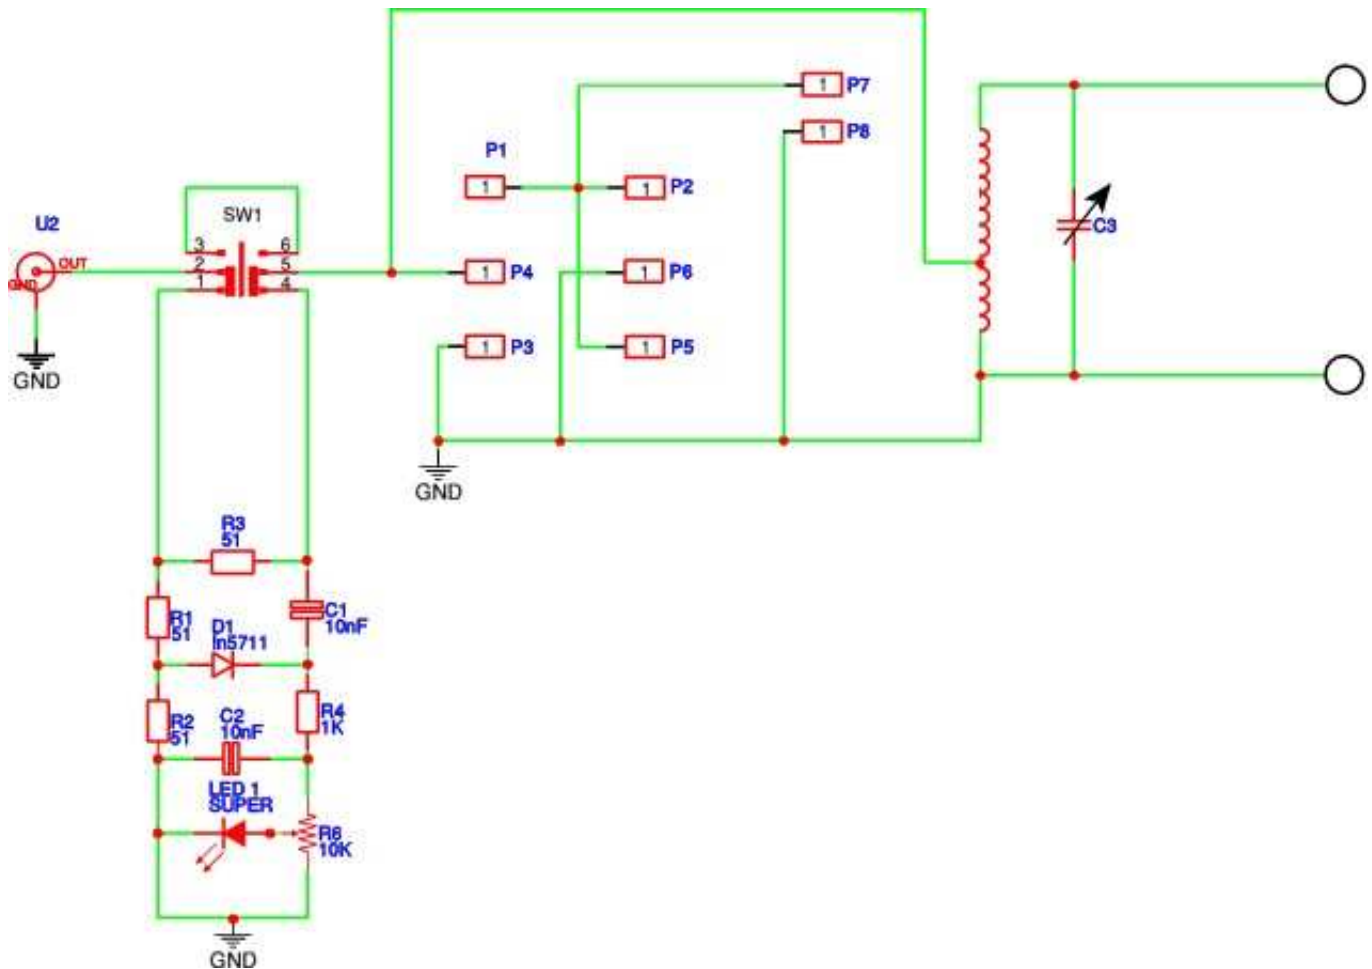 1 P7
1 P8
P1
1
1 P2
U2
SW1
OUT
GND
3 6
2 5
1 4
1 P4
1 P6
1 P3
1 P5
C3
GND
GND
R3
51
R1
51
C1
10nF
D1
In5711
R2
51
C2
10nF
R4
1K
LED 1
SUPER
R6
10K
GND